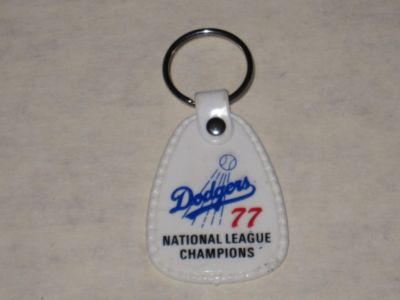 Dodgers
77
NATIONAL LEAGUE
CHAMPIONS